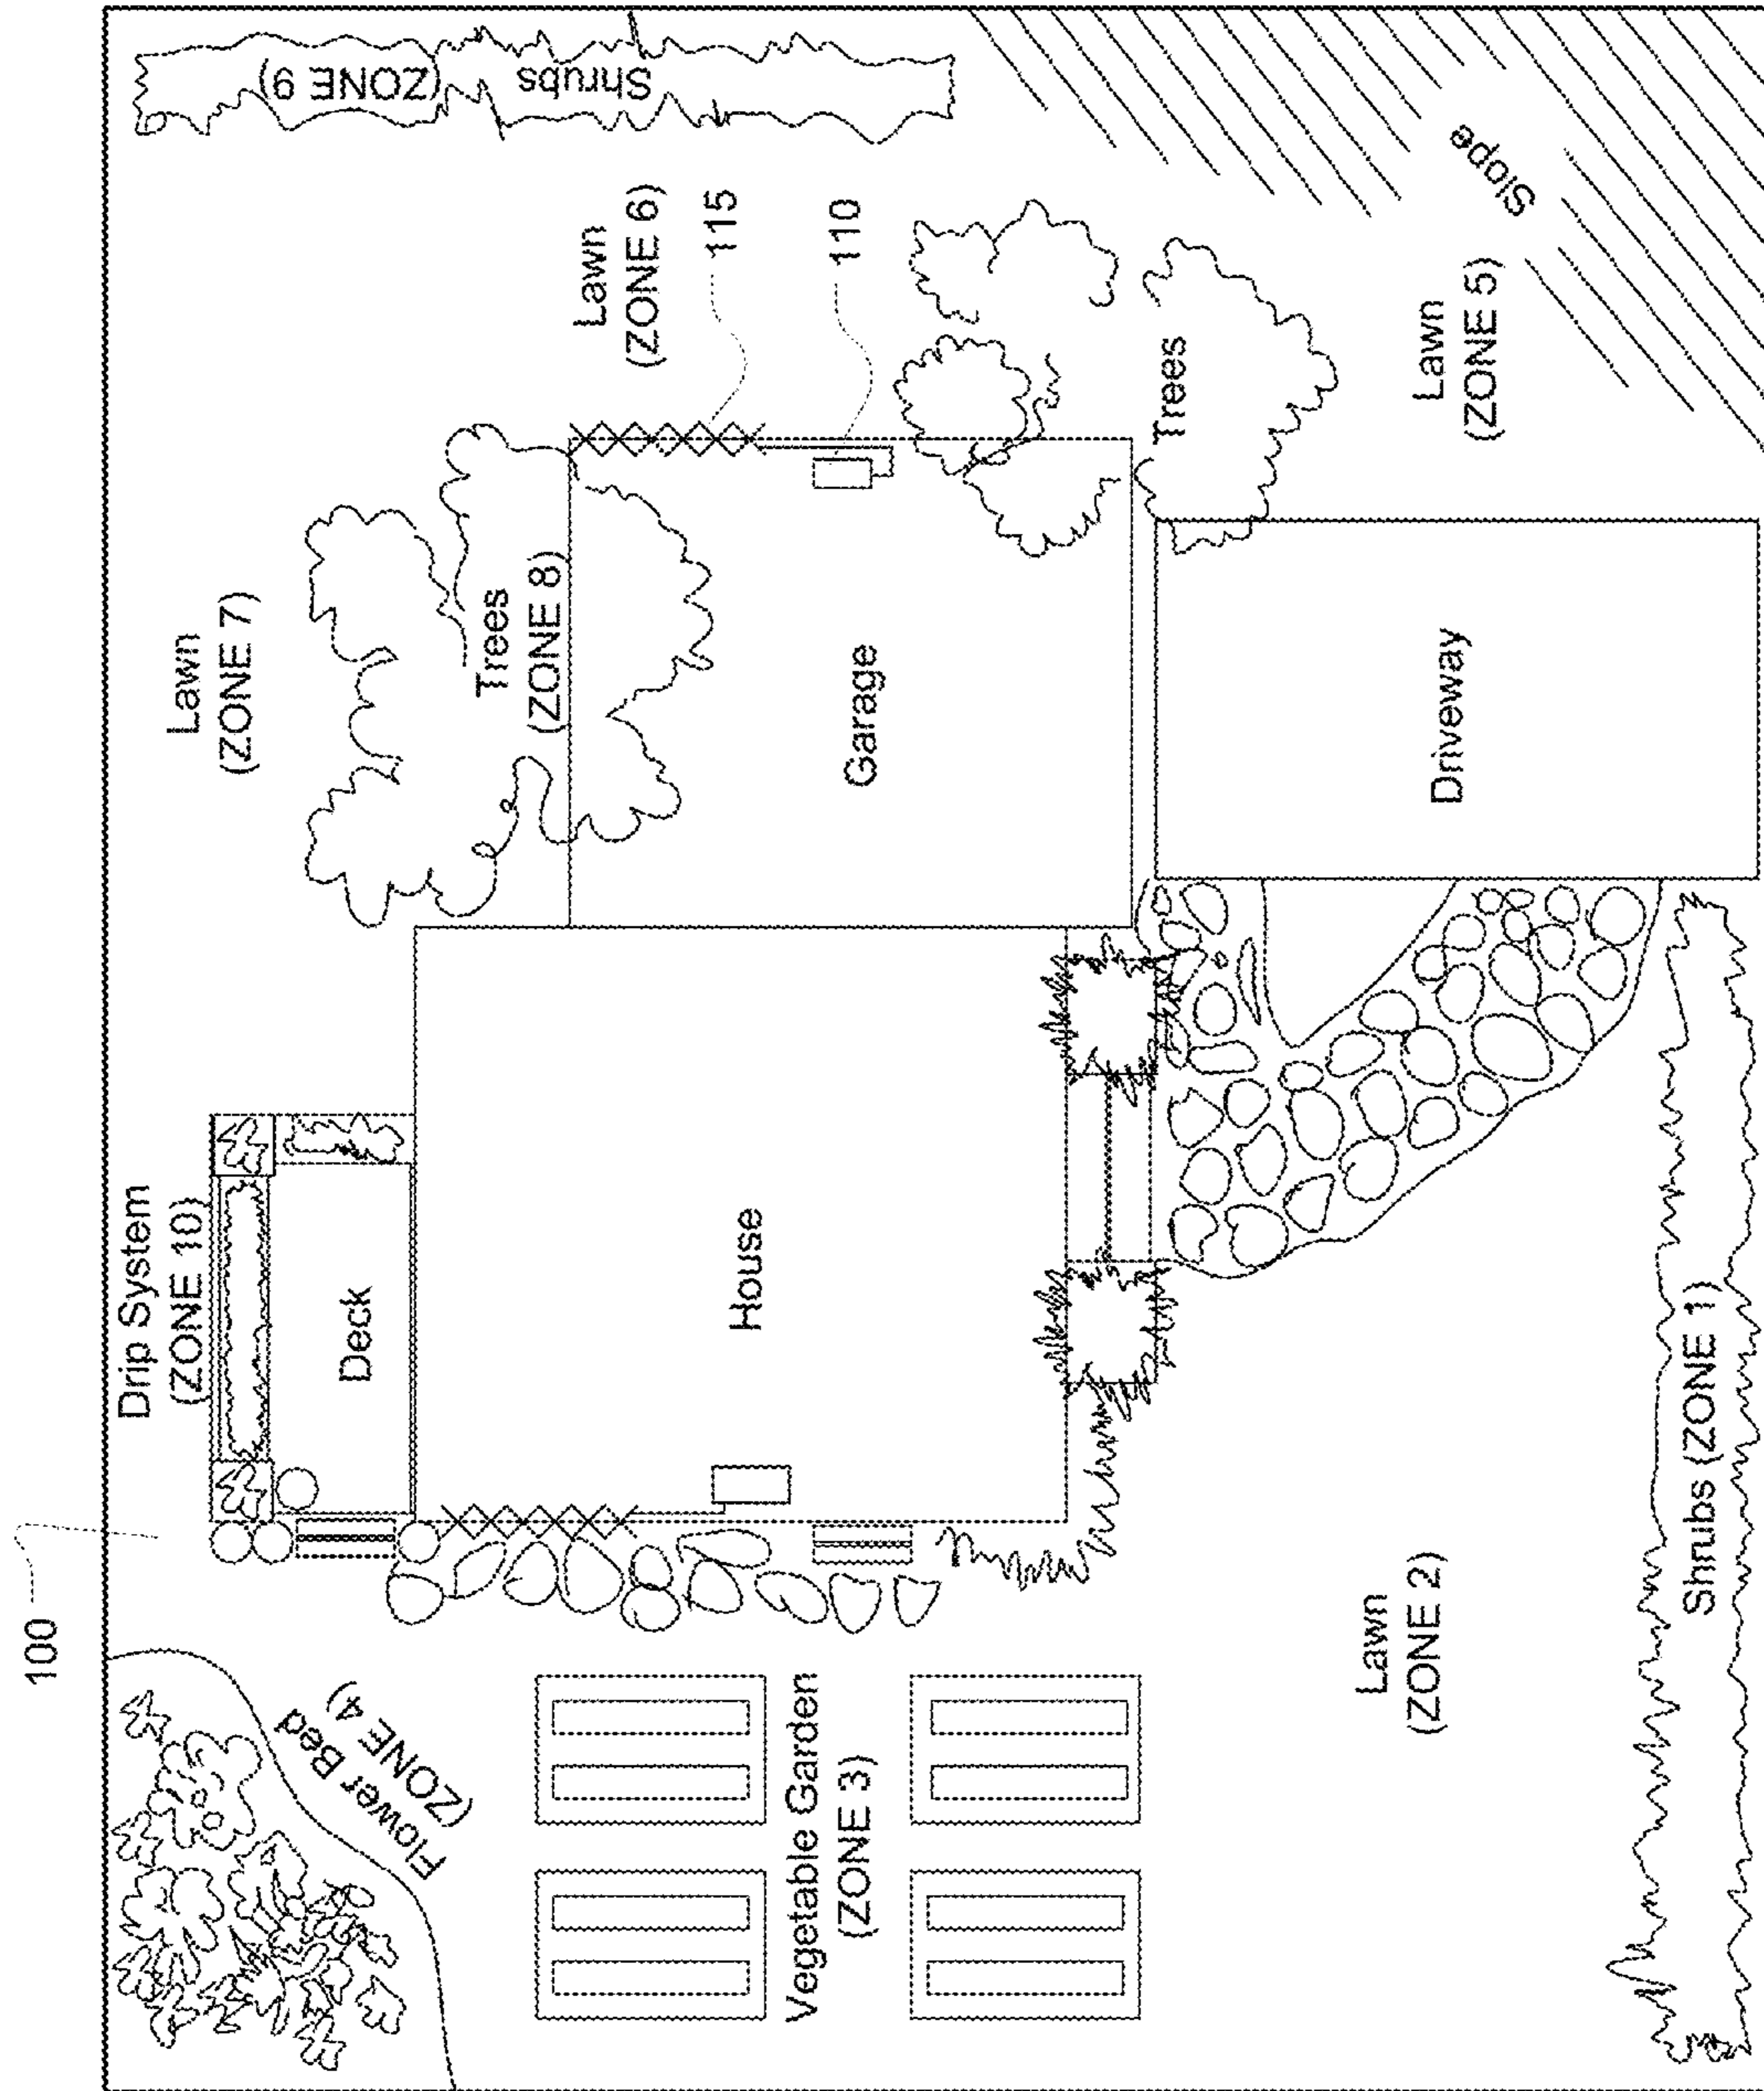 100
Drip System
(ZONE 10)
Lawn
(ZONE 7)
Shrubs (ZONE 9)
Flower Bed
(ZONE 4)
Deck
Trees
(ZONE 8)
Lawn
(ZONE 6)
115
110
House
Garage
Vegetable Garden
(ZONE 3)
Trees
Slope
Lawn
(ZONE 5)
Driveway
Lawn
(ZONE 2)
Shrubs (ZONE 1)